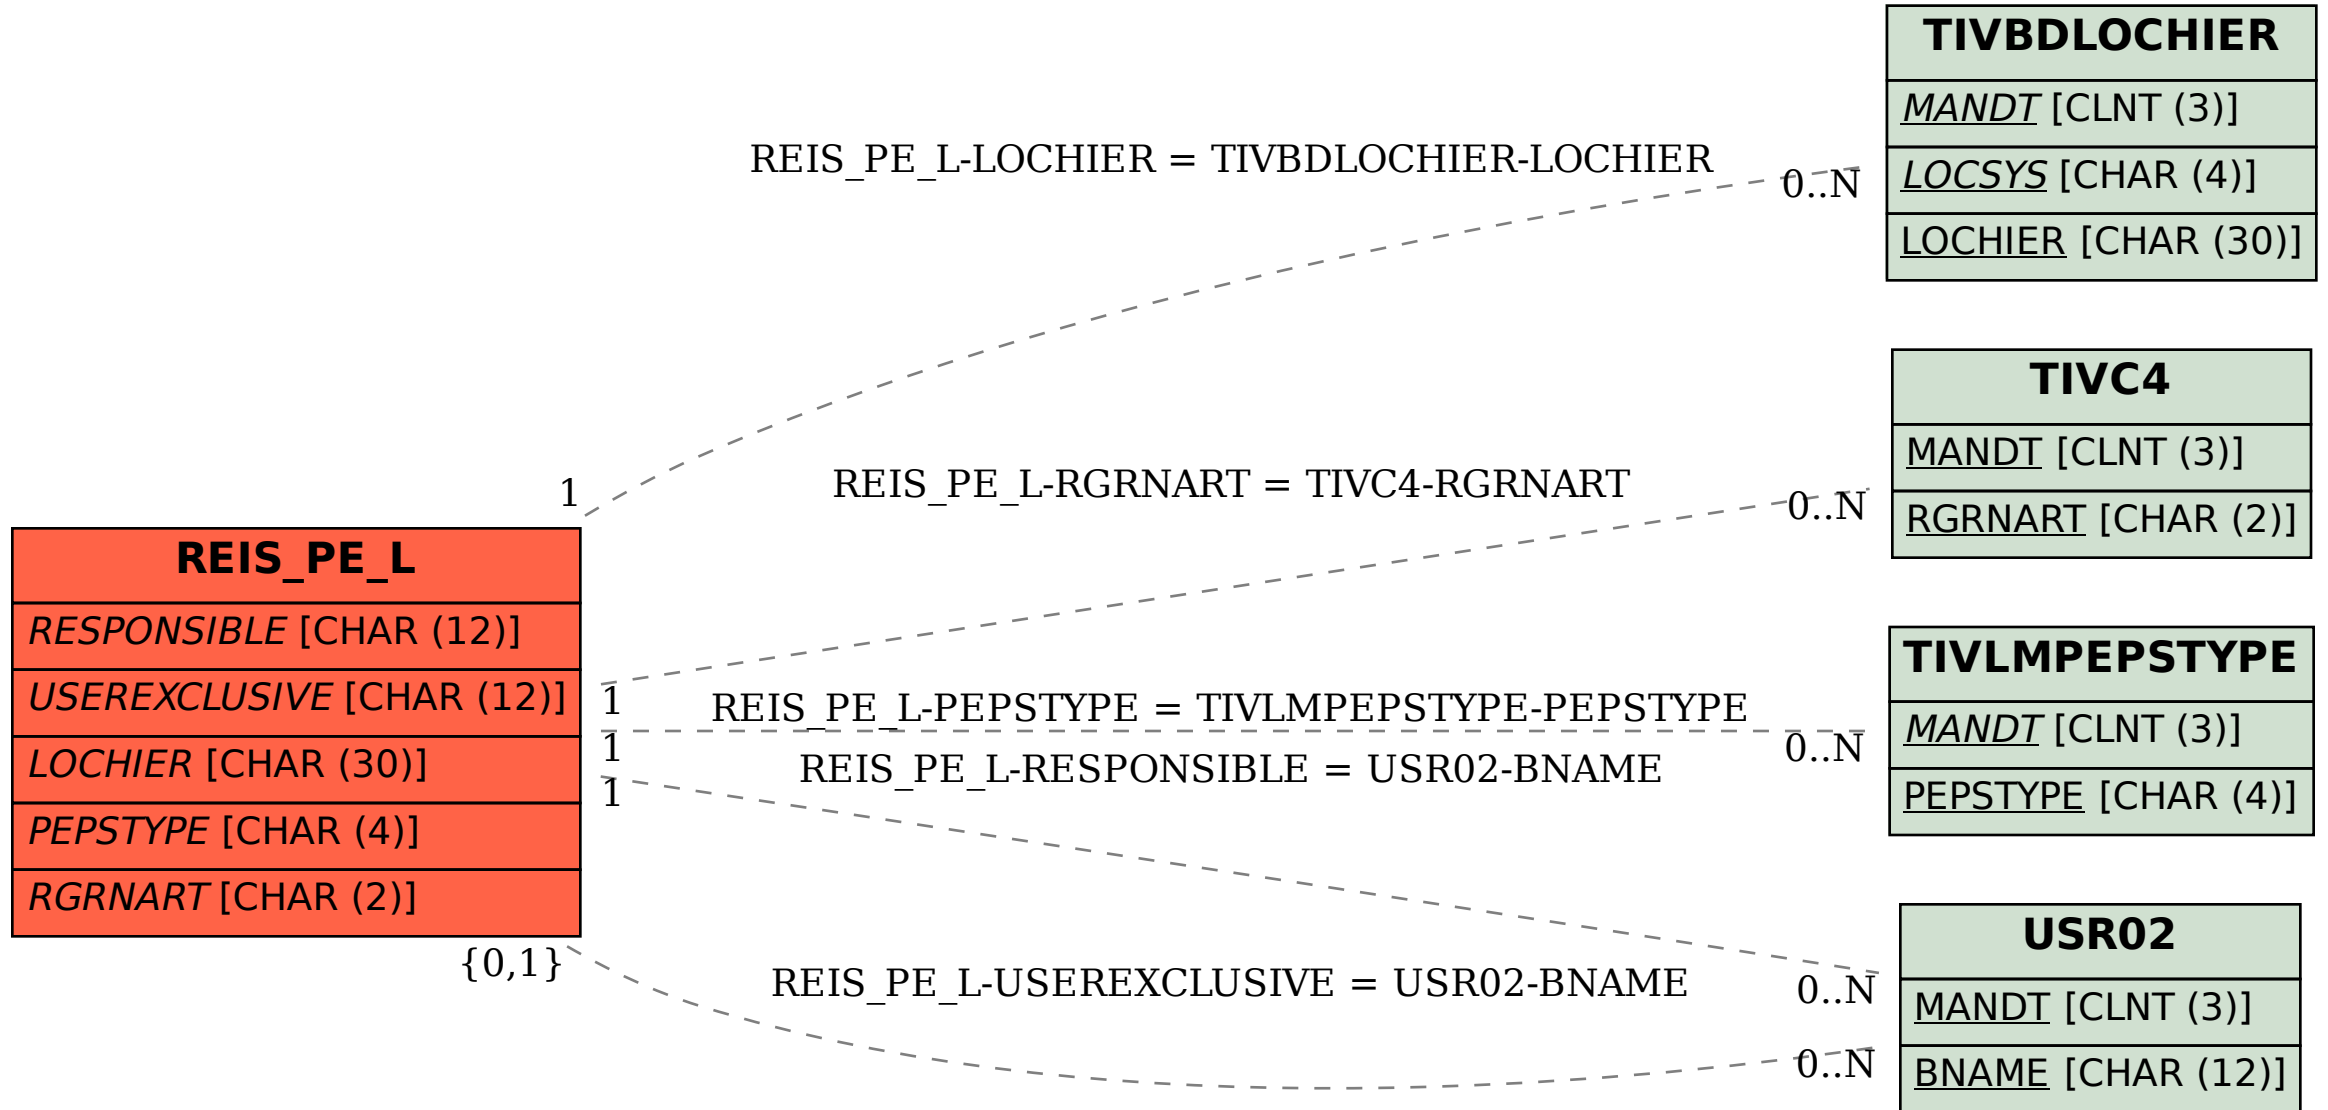 TIVBDLOCHIER
MANDT [CLNT (3)]
LOCSYS [CHAR (4)]
LOCHIER [CHAR (30)]
REIS_PE_L-LOCHIER = TIVBDLOCHIER-LOCHIER
0..N
1
TIVC4
MANDT [CLNT (3)]
RGRNART [CHAR (2)]
REIS_PE_L-RGRNART = TIVC4-RGRNART
0..N
1
REIS_PE_L
RESPONSIBLE [CHAR (12)]
USEREXCLUSIVE [CHAR (12)]
LOCHIER [CHAR (30)]
PEPSTYPE [CHAR (4)]
RGRNART [CHAR (2)]
TIVLMPEPSTYPE
MANDT [CLNT (3)]
PEPSTYPE [CHAR (4)]
REIS_PE_L-PEPSTYPE = TIVLMPEPSTYPE-PEPSTYPE
1
0..N
REIS_PE_L-RESPONSIBLE = USR02-BNAME
1
0..N
USR02
MANDT [CLNT (3)]
BNAME [CHAR (12)]
{0,1}
REIS_PE_L-USEREXCLUSIVE = USR02-BNAME
0..N